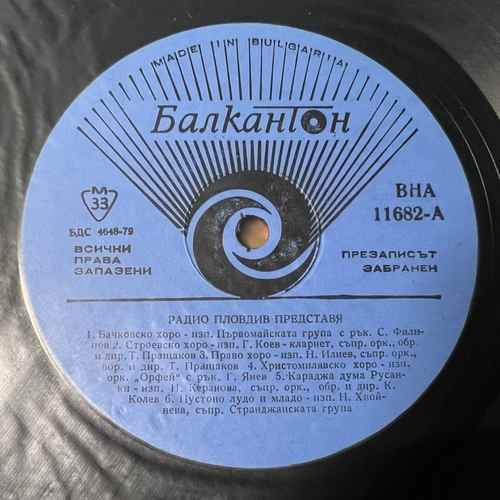 MADE IN BULGARIA
Балкантон
М
33
БДС 4648-79
ВСИЧКИ
ПРАВА
ЗАПАЗЕНИ
ВНА
11682-А
ПРЕЗАПИСЪТ
ЗАБРАНЕН
РАДИО ПЛОВДИВ ПРЕДСТАВЯ
1. Бачковско хоро - изп. Първомайската група с рък. С. Фили-
пов 2. Строевско хоро - изп. Г. Коев - кларнет, съпр. орк., обр.
и дир. Т. Пращаков 3. Право хоро - изп. Н. Илиев, съпр. орк.,
обр. и дир. Т. Пращаков 4. Християмлявско хоро - изп.
орк. „Орфей" с рък. Г. Янев 5. Караджа дума Русан-
ки - изп. Й. Керанова, съпр. орк., обр. и дир. К.
Колев 6. Пустоно лудо и младо - изп. Н. Хвой-
нева, съпр. Странджанската група